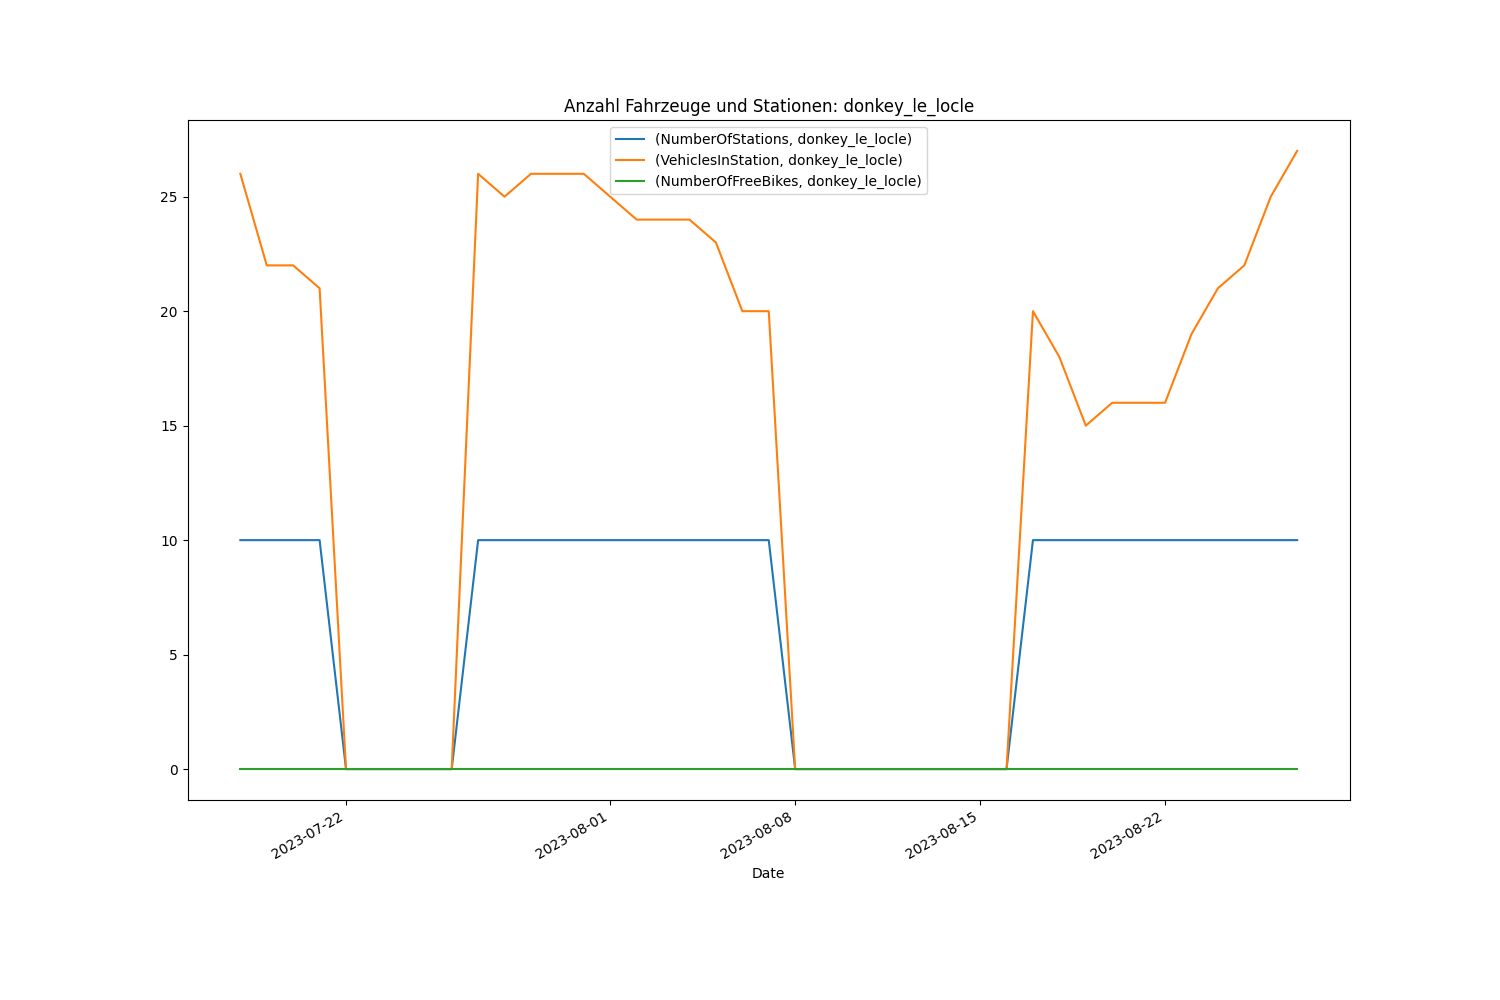 Anzahl Fahrzeuge und Stationen: donkey_le_locle
(NumberOfStations, donkey_le_locle)
(VehiclesInStation, donkey_le_locle)
(NumberOfFreeBikes, donkey_le_locle)
25
20
15
10
5
0
2023-07-22
2023-08-01
2023-08-08
2023-08-15
2023-08-22
Date